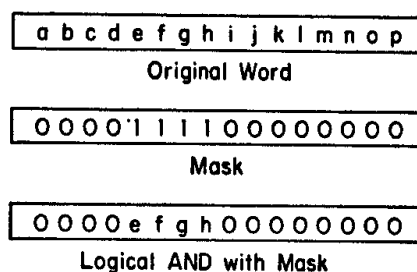 a b c d e f g h i j k l m n o p
Original Word
0 0 0 0 1 1 1 1 0 0 0 0 0 0 0 0
Mask
0 0 0 0 e f g h 0 0 0 0 0 0 0 0
Logical AND with Mask